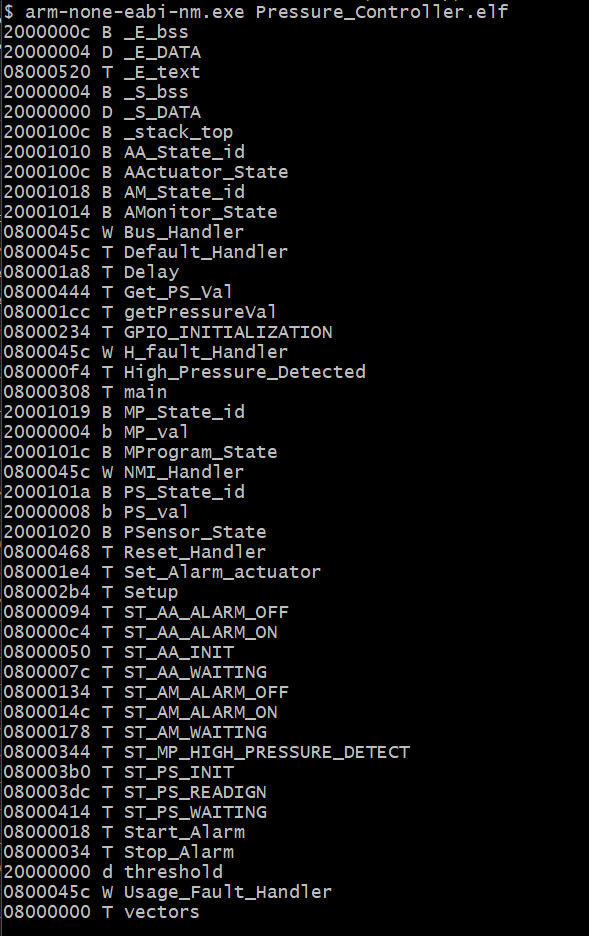 $ arm-none-eabi-nm.exe Pressure_Controller.elf
2000000c B _E_bss
20000004 D _E_DATA
08000520 T _E_text
20000004 B _S_bss
20000000 D _S_DATA
2000100c B _stack_top
20001010 B AA_State_id
2000100c B AActuator_State
20001018 B AM_State_id
20001014 B AMonitor_State
0800045c W Bus_Handler
0800045c T Default_Handler
080001a8 T Delay
08000444 T Get_PS_Val
080001cc T getPressureVal
08000234 T GPIO_INITIALIZATION
0800045c W H_fault_Handler
080000f4 T High_Pressure_Detected
08000308 T main
20001019 B MP_State_id
20000004 b MP_val
2000101c B MProgram_State
0800045c W NMI_Handler
2000101a B PS_State_id
20000008 b PS_val
20001020 B PSensor_State
08000468 T Reset_Handler
080001e4 T Set_Alarm_actuator
080002b4 T Setup
08000094 T ST_AA_ALARM_OFF
080000c4 T ST_AA_ALARM_ON
08000050 T ST_AA_INIT
0800007c T ST_AA_WAITING
08000134 T ST_AM_ALARM_OFF
0800014c T ST_AM_ALARM_ON
08000178 T ST_AM_WAITING
08000344 T ST_MP_HIGH_PRESSURE_DETECT
080003b0 T ST_PS_INIT
080003dc T ST_PS_READIGN
08000414 T ST_PS_WAITING
08000018 T Start_Alarm
08000034 T Stop_Alarm
20000000 d threshold
0800045c W Usage_Fault_Handler
08000000 T vectors